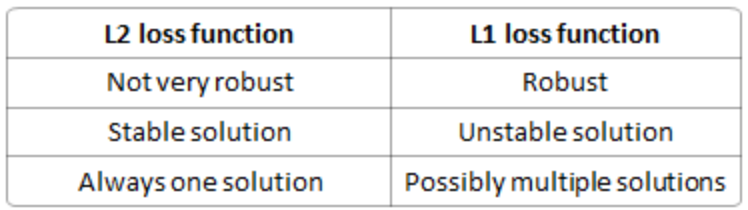 L2 loss function L1 loss function
Not very robust Robust
Stable solution Unstable solution
Always one solution Possibly multiple solutions